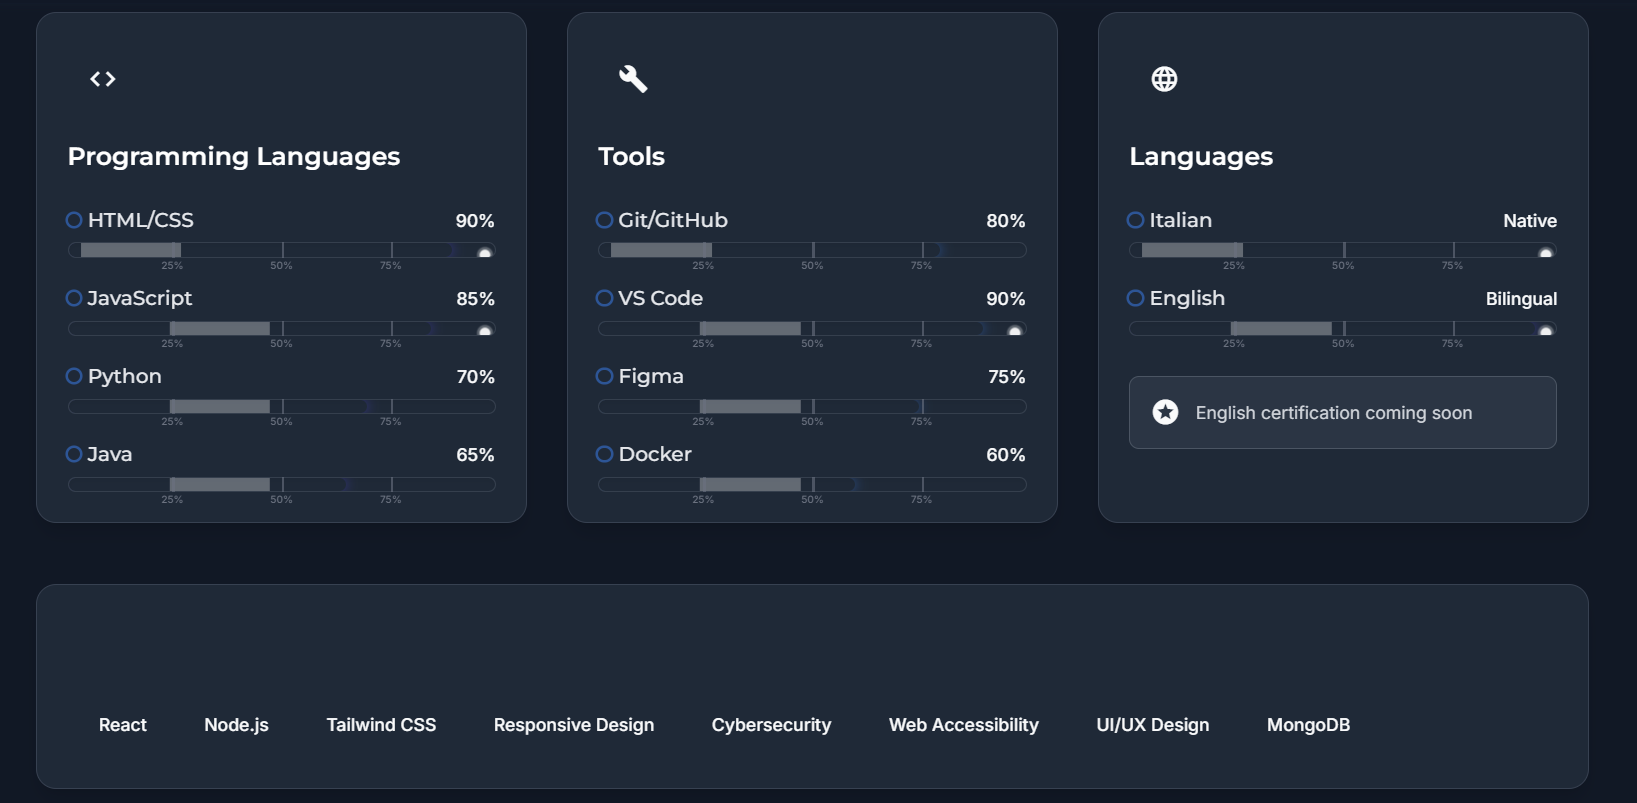 Programming Languages
HTML/CSS 90%
25% 50% 75%
JavaScript 85%
25% 50% 75%
Python 70%
25% 50% 75%
Java 65%
25% 50% 75%
Tools
Git/GitHub 80%
25% 50% 75%
VS Code 90%
25% 50% 75%
Figma 75%
25% 50% 75%
Docker 60%
25% 50% 75%
Languages
Italian Native
25% 50% 75%
English Bilingual
25% 50% 75%
English certification coming soon
React Node.js Tailwind CSS Responsive Design Cybersecurity Web Accessibility UI/UX Design MongoDB